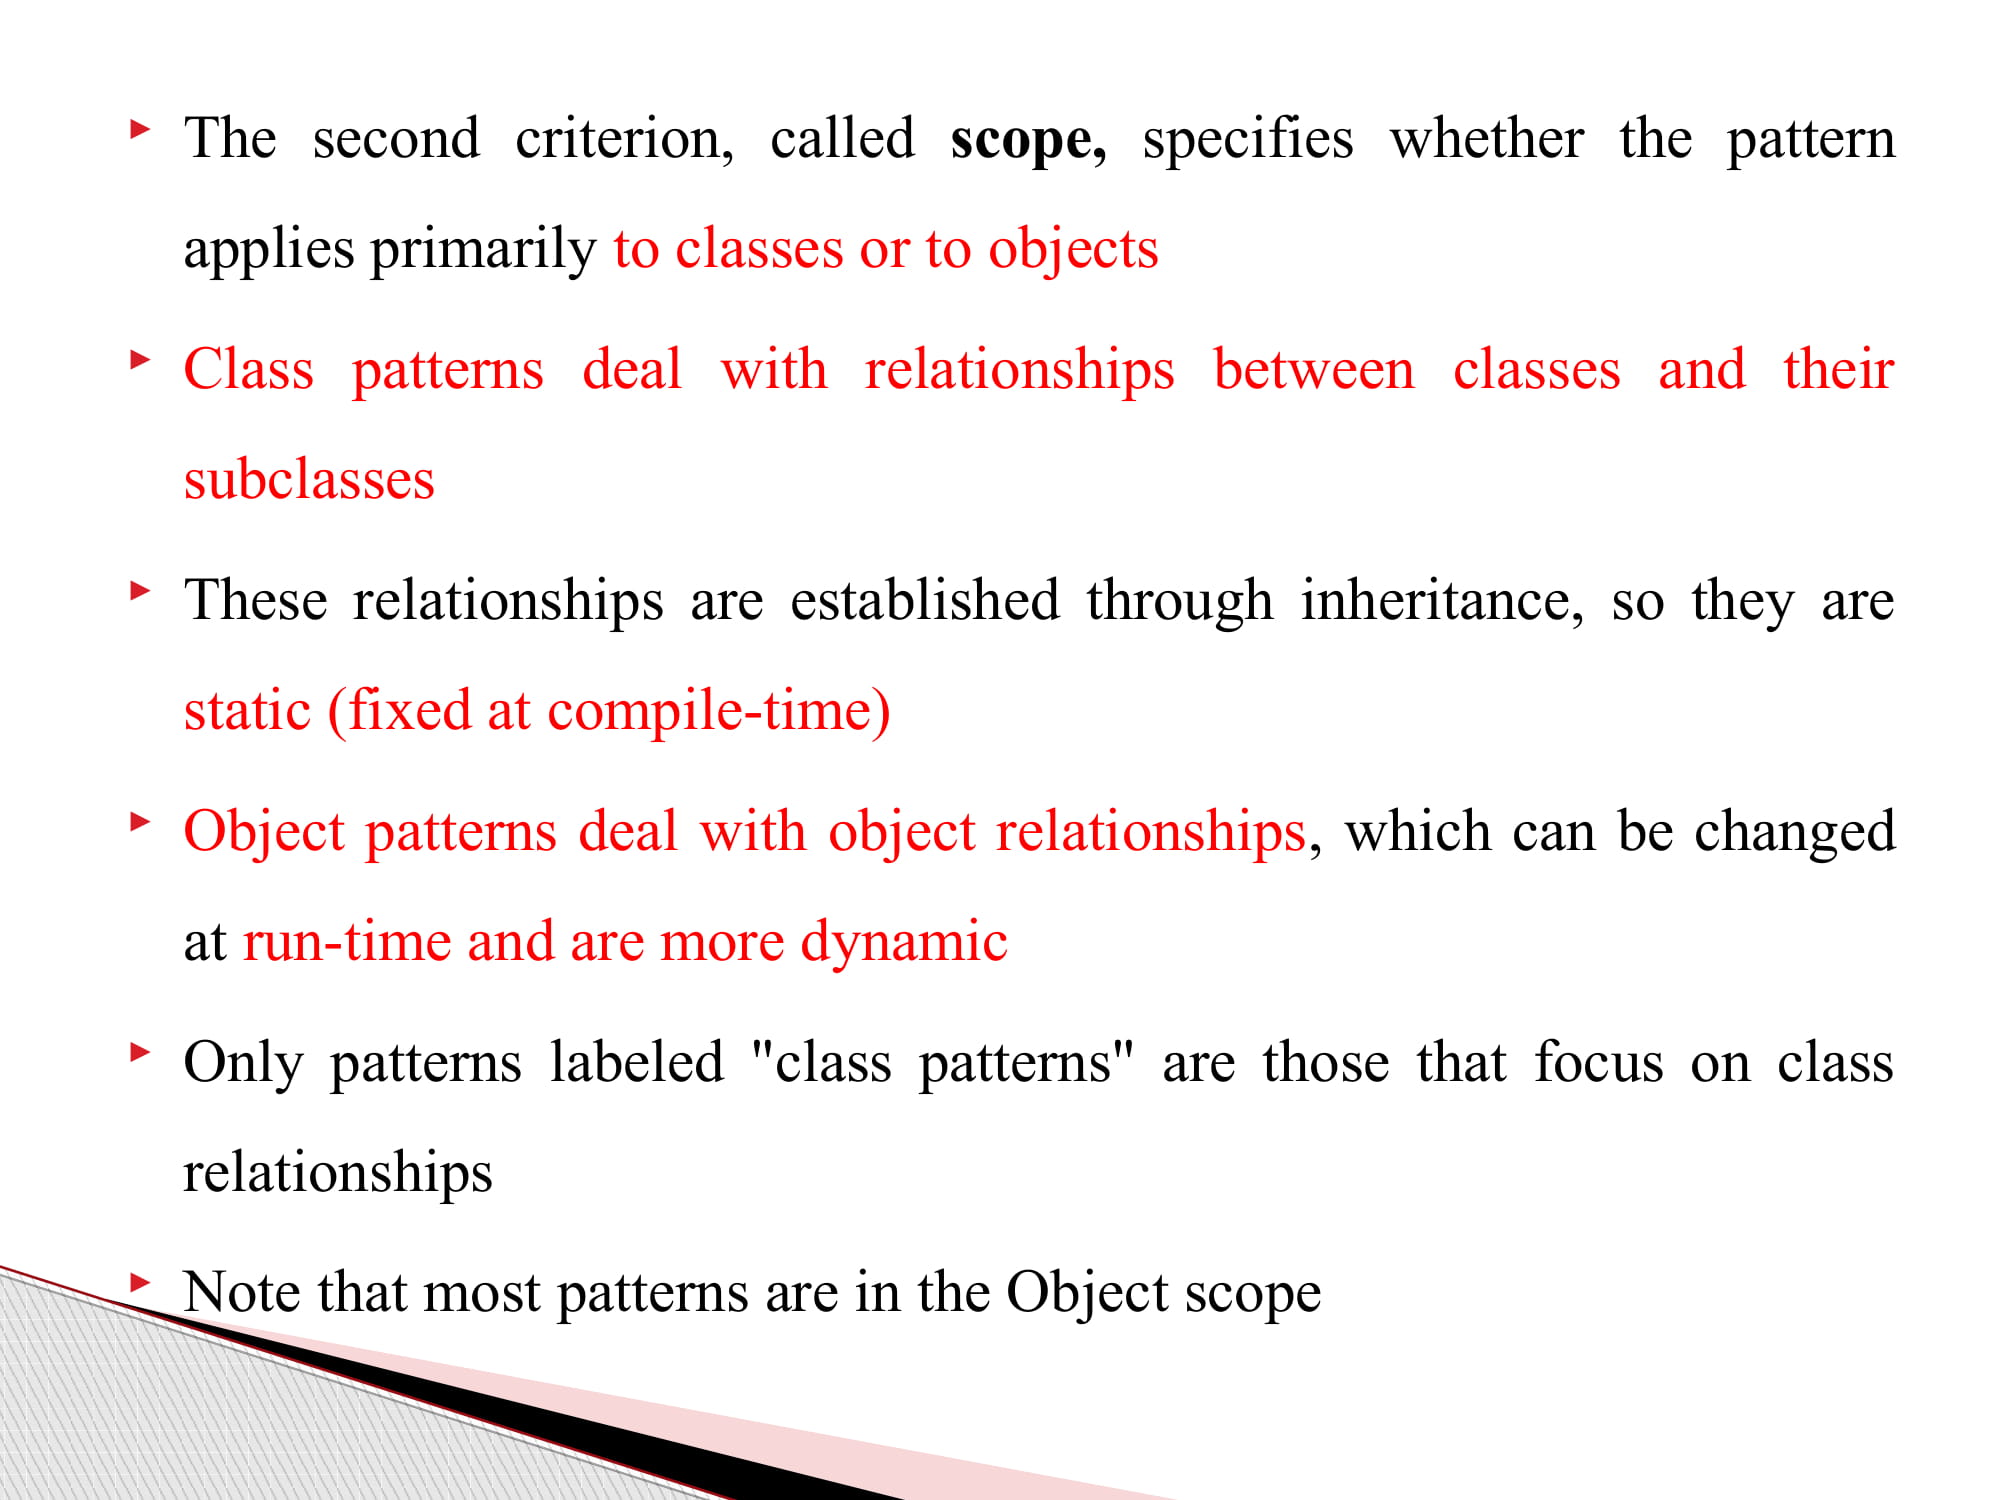 The second criterion, called scope, specifies whether the pattern
applies primarily to classes or to objects
Class patterns deal with relationships between classes and their
subclasses
These relationships are established through inheritance, so they are
static (fixed at compile-time)
Object patterns deal with object relationships, which can be changed
at run-time and are more dynamic
Only patterns labeled "class patterns" are those that focus on class
relationships
Note that most patterns are in the Object scope